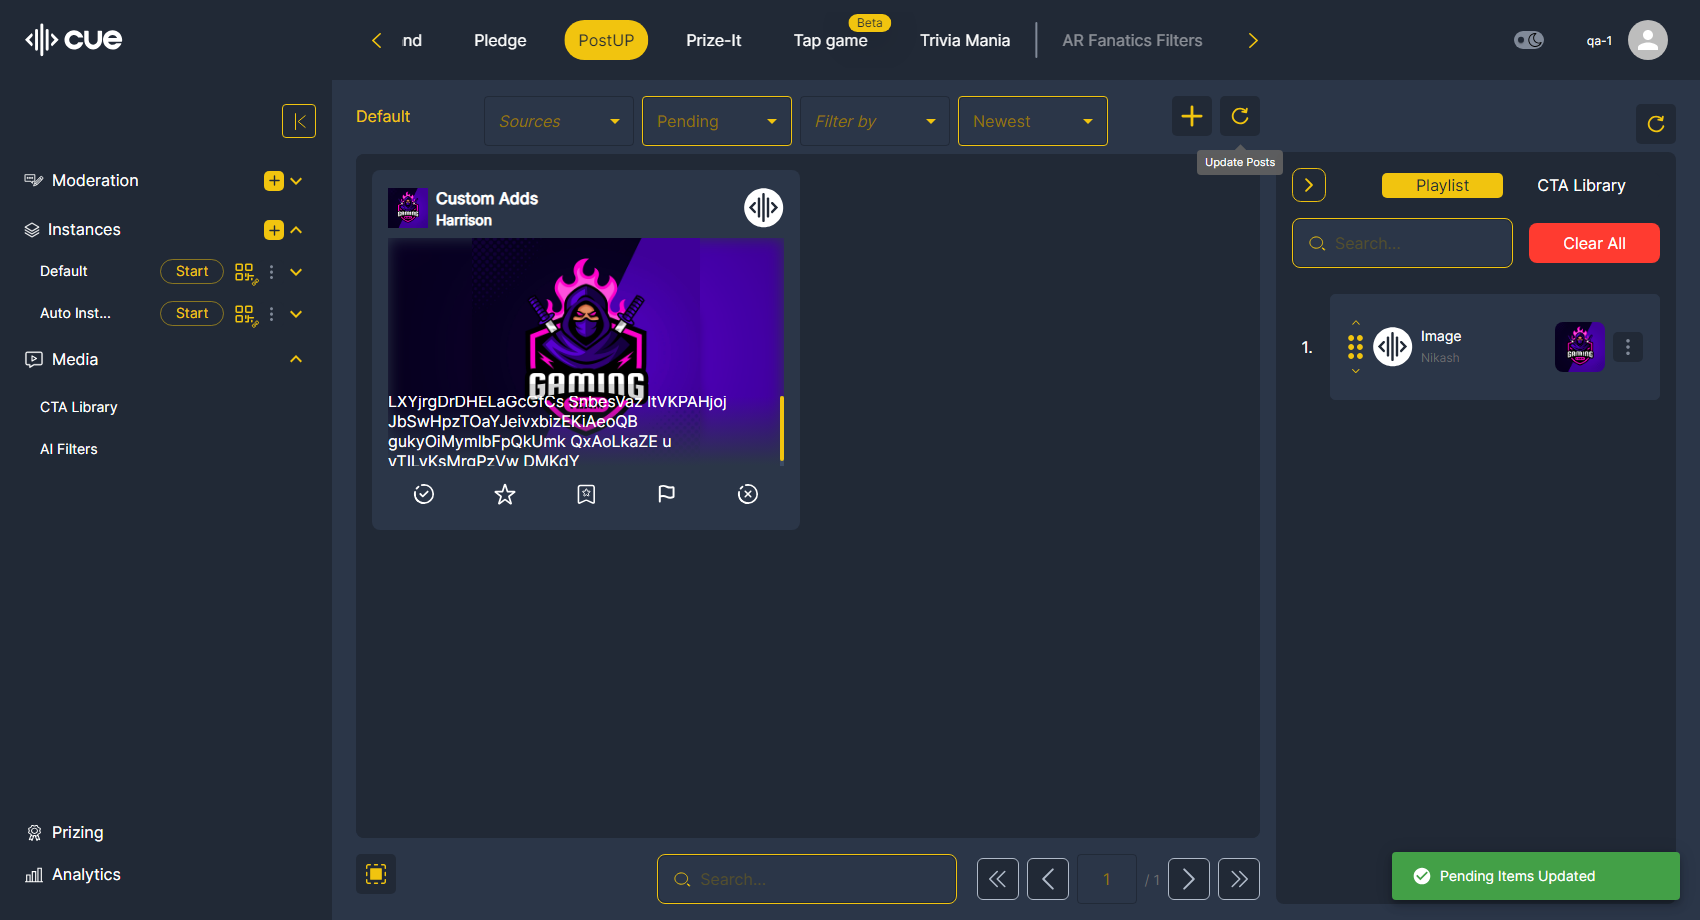 cue
nd
Pledge
PostUP
Prize-It
Beta
Tap game
Trivia Mania
AR Fanatics Filters
qa-1
Moderation
Instances
Default
Start
Auto Inst...
Start
Media
CTA Library
AI Filters
Prizing
Analytics
Default
Sources
Pending
Filter by
Newest
Update Posts
Custom Adds
Harrison
GAMING
LXYjrgDrDHELaGcGfCs SnbesVaz ltVKPAHjoj
JbSwHpzTOaYJeivxbizEKiAeoQB
gukyOiMymlbFpQkUmk QxAoLkaZE u
vTILvKsMrqPzVw DMKdY
Search...
1
/ 1
Playlist
CTA Library
Search...
Clear All
1.
Image
Nikash
GAMING
Pending Items Updated